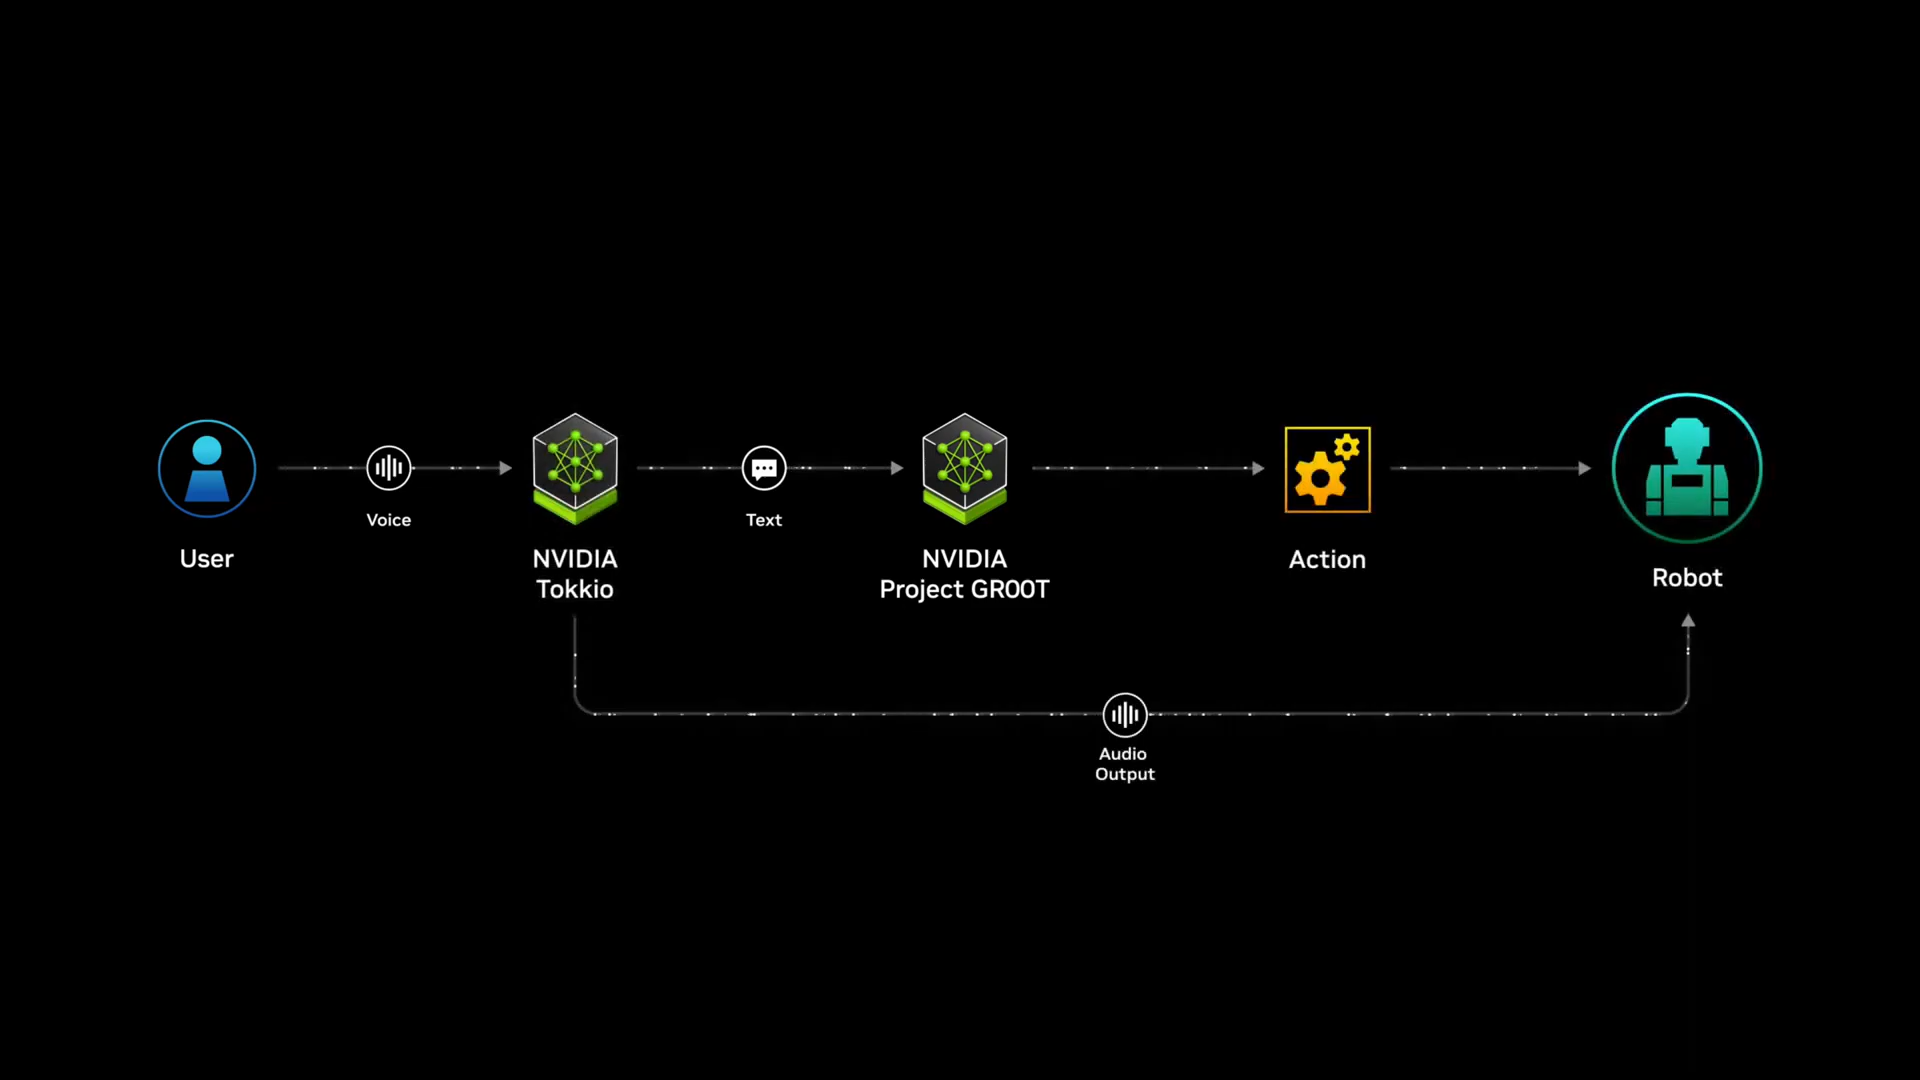 Voice
Text
User
NVIDIA
Tokkio
NVIDIA
Project GR00T
Action
Robot
Audio
Output